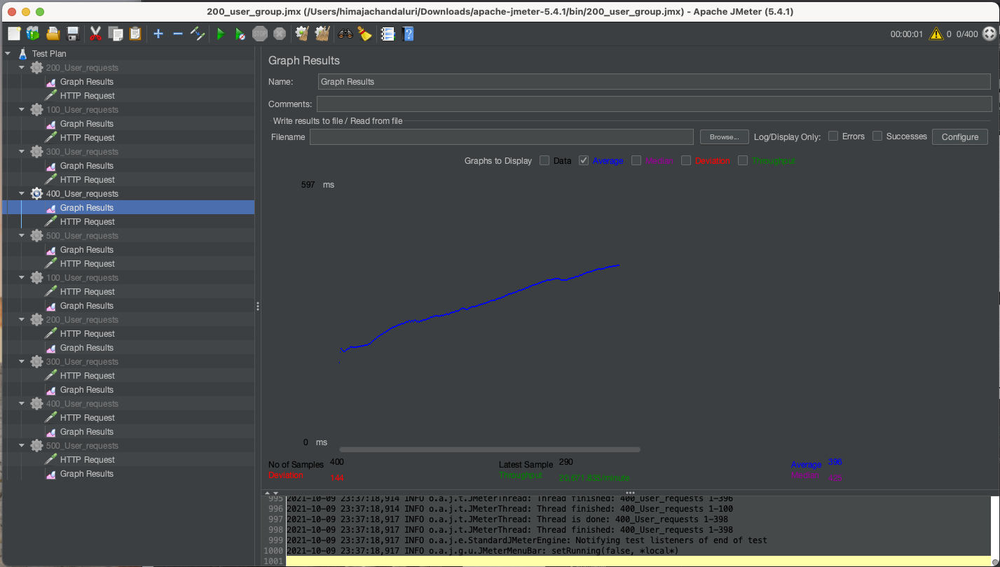 200_user_group.jmx (/Users/himajachandaluri/Downloads/apache-jmeter-5.4.1/bin/200_user_group.jmx) - Apache JMeter (5.4.1)
STOP
00:00:01 0 0/400
Test Plan
200_User_requests
Graph Results
HTTP Request
100_User_requests
Graph Results
HTTP Request
300_User_requests
Graph Results
HTTP Request
400_User_requests
Graph Results
HTTP Request
500_User_requests
Graph Results
HTTP Request
100_User_requests
HTTP Request
Graph Results
200_User_requests
HTTP Request
Graph Results
300_User_requests
HTTP Request
Graph Results
400_User_requests
HTTP Request
Graph Results
500_User_requests
HTTP Request
Graph Results
Graph Results
Name: Graph Results
Comments:
Write results to file / Read from file
Filename Browse... Log/Display Only: Errors Successes Configure
Graphs to Display Data Average Median Deviation Throughput
597 ms
0 ms
No of Samples 400 Latest Sample 290 Average 396
Deviation 144 Throughput 20,871.835/minute Median
995 2021-10-09 23:37:18,914 INFO o.a.j.t.JMeterThread: Thread finished: 400_User_requests 1-396
996 2021-10-09 23:37:18,914 INFO o.a.j.t.JMeterThread: Thread finished: 400_User_requests 1-100
997 2021-10-09 23:37:18,917 INFO o.a.j.t.JMeterThread: Thread is done: 400_User_requests 1-398
998 2021-10-09 23:37:18,917 INFO o.a.j.t.JMeterThread: Thread finished: 400_User_requests 1-398
999 2021-10-09 23:37:18,917 INFO o.a.j.e.StandardJMeterEngine: Notifying test listeners of end of test
1000 2021-10-09 23:37:18,917 INFO o.a.j.g.u.JMeterMenuBar: setRunning(false, *local*)
1001